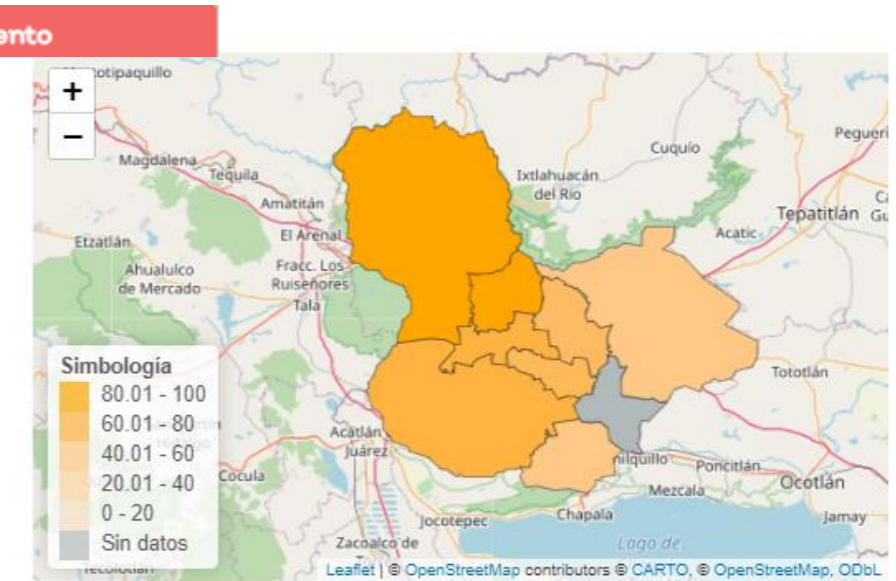 ento
+
−
otipaquillo
Magdalena
Tequila
Amatitán
El Arenal
Etzatlán
Ahualulco
de Mercado
Fracc. Los
Ruiseñores
Tala
Ixtlahuacán
del Río
Cuquío
Tepatitlán
Acatic
Tototlán
Simbología
80.01 - 100
60.01 - 80
40.01 - 60
20.01 - 40
0 - 20
Sin datos
Acatlán
Juárez
Cocula
nilquillo
Poncitlán
Mezcala
Ocotlán
Chapala
Jocotepec
Jamay
Zacoalco de
Lago de
Leaflet | © OpenStreetMap contributors © CARTO, © OpenStreetMap, ODbL